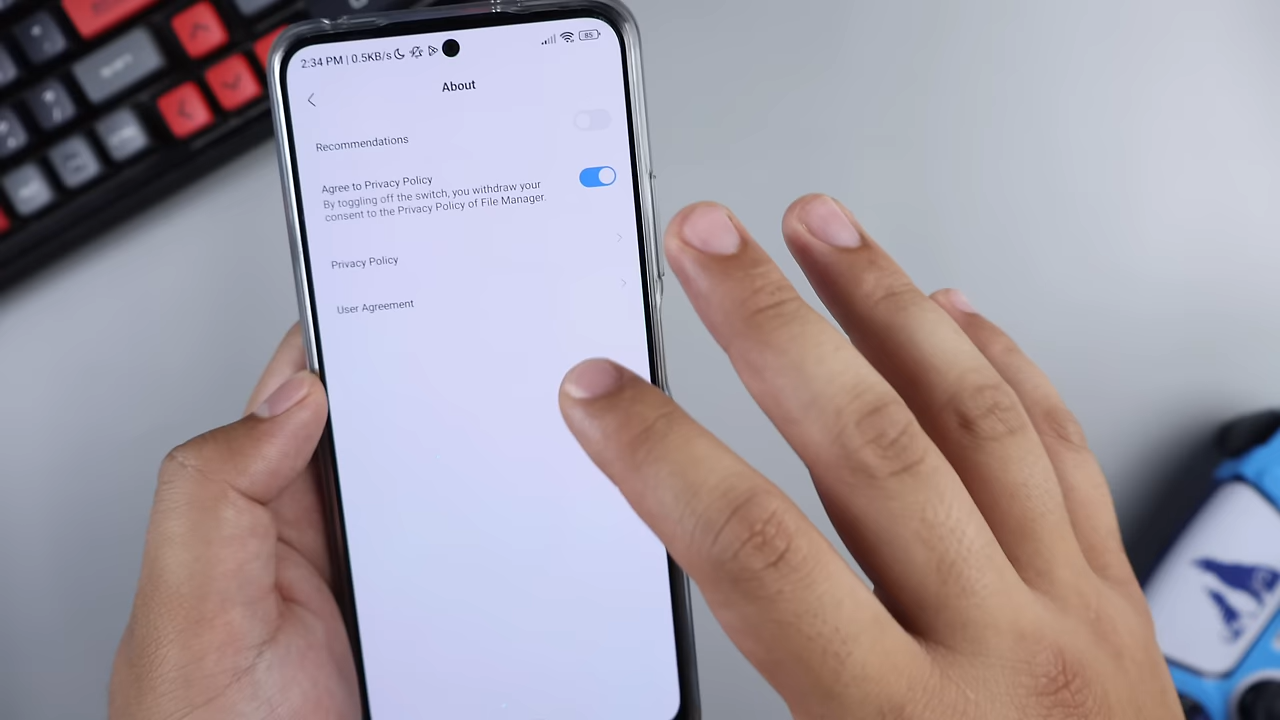 2:34 PM | 0.5KB/s
85
About
Recommendations
Agree to Privacy Policy
By toggling off the switch, you withdraw your
consent to the Privacy Policy of File Manager.
Privacy Policy
User Agreement